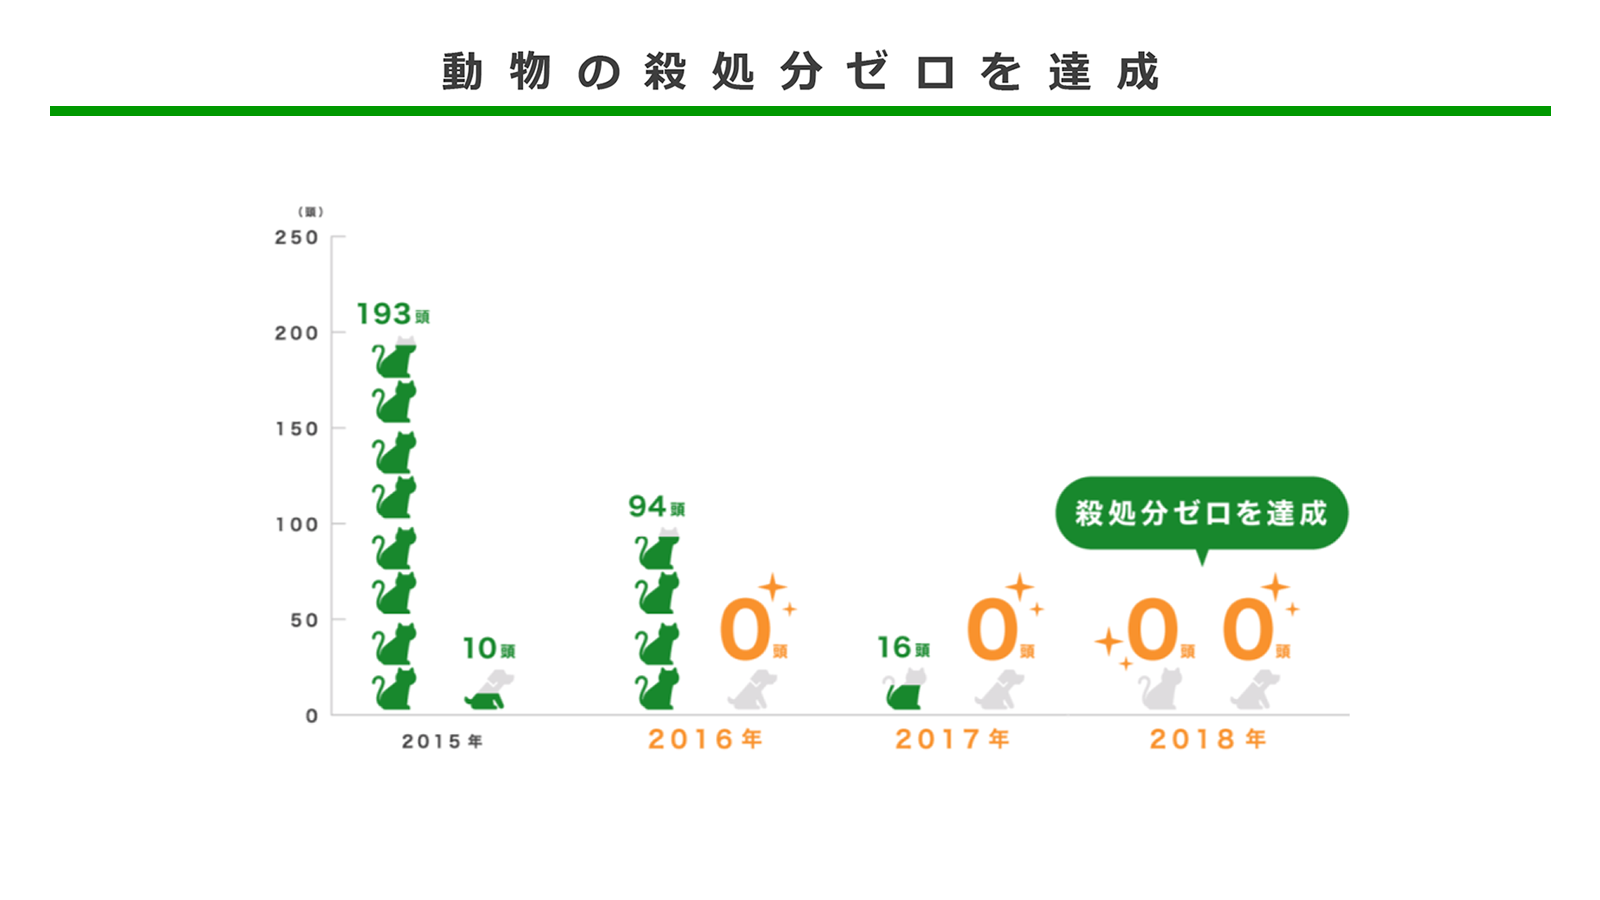 動物の殺処分ゼロを達成
（頭）
250
200
150
100
50
0
193頭
10頭
94頭
0頭
16頭
0頭
殺処分ゼロを達成
0頭
0頭
2015年
2016年
2017年
2018年